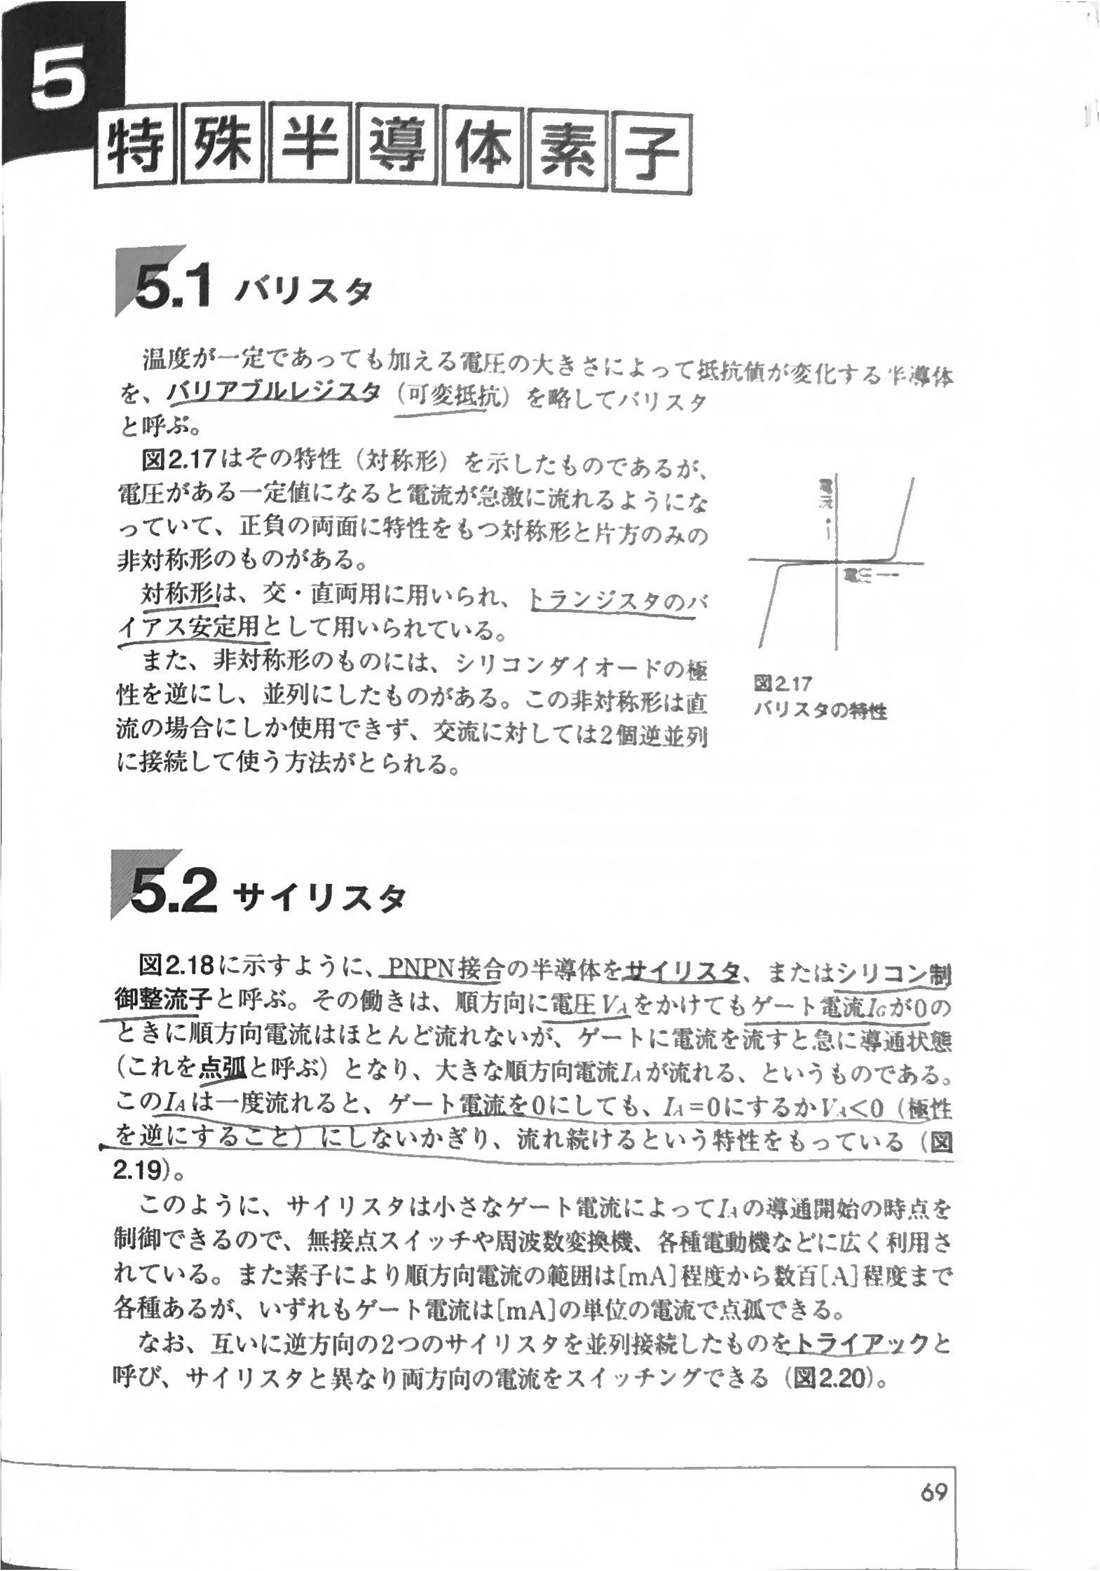 5
特殊半導体素子
5.1 バリスタ
温度が一定であっても加える電圧の大きさによって抵抗値が変化する半導体
を、バリアブルレジスタ(可変抵抗)を略してバリスタ
と呼ぶ。
図2.17はその特性(対称形)を示したものであるが、
電圧がある一定値になると電流が急激に流れるようにな
っていて、正負の両面に特性をもつ対称形と片方のみの
非対称形のものがある。
対称形は、交・直両用に用いられ、トランジスタのバ
イアス安定用として用いられている。
また、非対称形のものには、シリコンダイオードの極
性を逆にし、並列にしたものがある。この非対称形は直
流の場合にしか使用できず、交流に対しては2個逆並列
に接続して使う方法がとられる。
電流 i
電圧
図2.17
バリスタの特性
5.2 サイリスタ
図2.18に示すように、PNPN接合の半導体をサイリスタ、またはシリコン制
御整流子と呼ぶ。その働きは、順方向に電圧VAをかけてもゲート電流IGが0の
ときに順方向電流はほとんど流れないが、ゲートに電流を流すと急に導通状態
(これを点弧と呼ぶ)となり、大きな順方向電流IAが流れる、というものである。
このIAは一度流れると、ゲート電流を0にしても、IA=0にするかVA<0(極性
を逆にすること)にしないかぎり、流れ続けるという特性をもっている(図
2.19)。
このように、サイリスタは小さなゲート電流によってIAの導通開始の時点を
制御できるので、無接点スイッチや周波数変換機、各種電動機などに広く利用さ
れている。また素子により順方向電流の範囲は[mA]程度から数百[A]程度まで
各種あるが、いずれもゲート電流は[mA]の単位の電流で点孤できる。
なお、互いに逆方向の2つのサイリスタを並列接続したものをトライアックと
呼び、サイリスタと異なり両方向の電流をスイッチングできる(図2.20)。
69